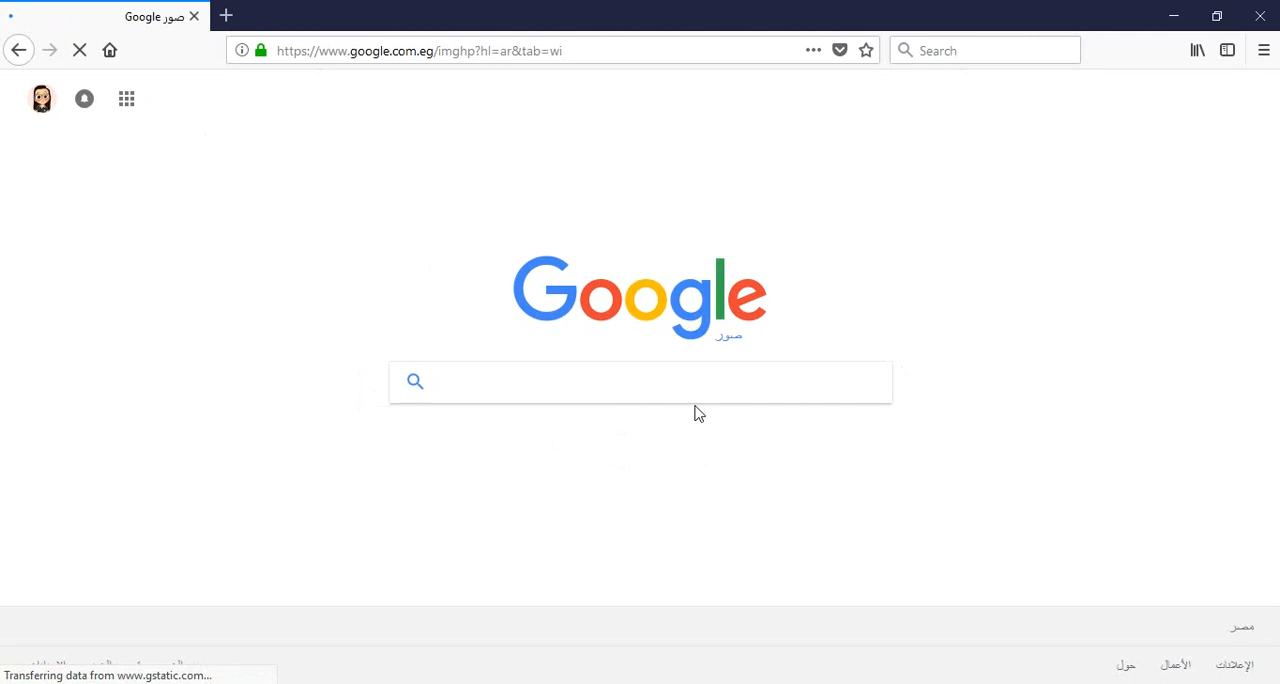 صور Google
https://www.google.com.eg/imghp?hl=ar&tab=wi
Search
Google
صور
مصر
الإعلانات الأعمال حول
Transferring data from www.gstatic.com...